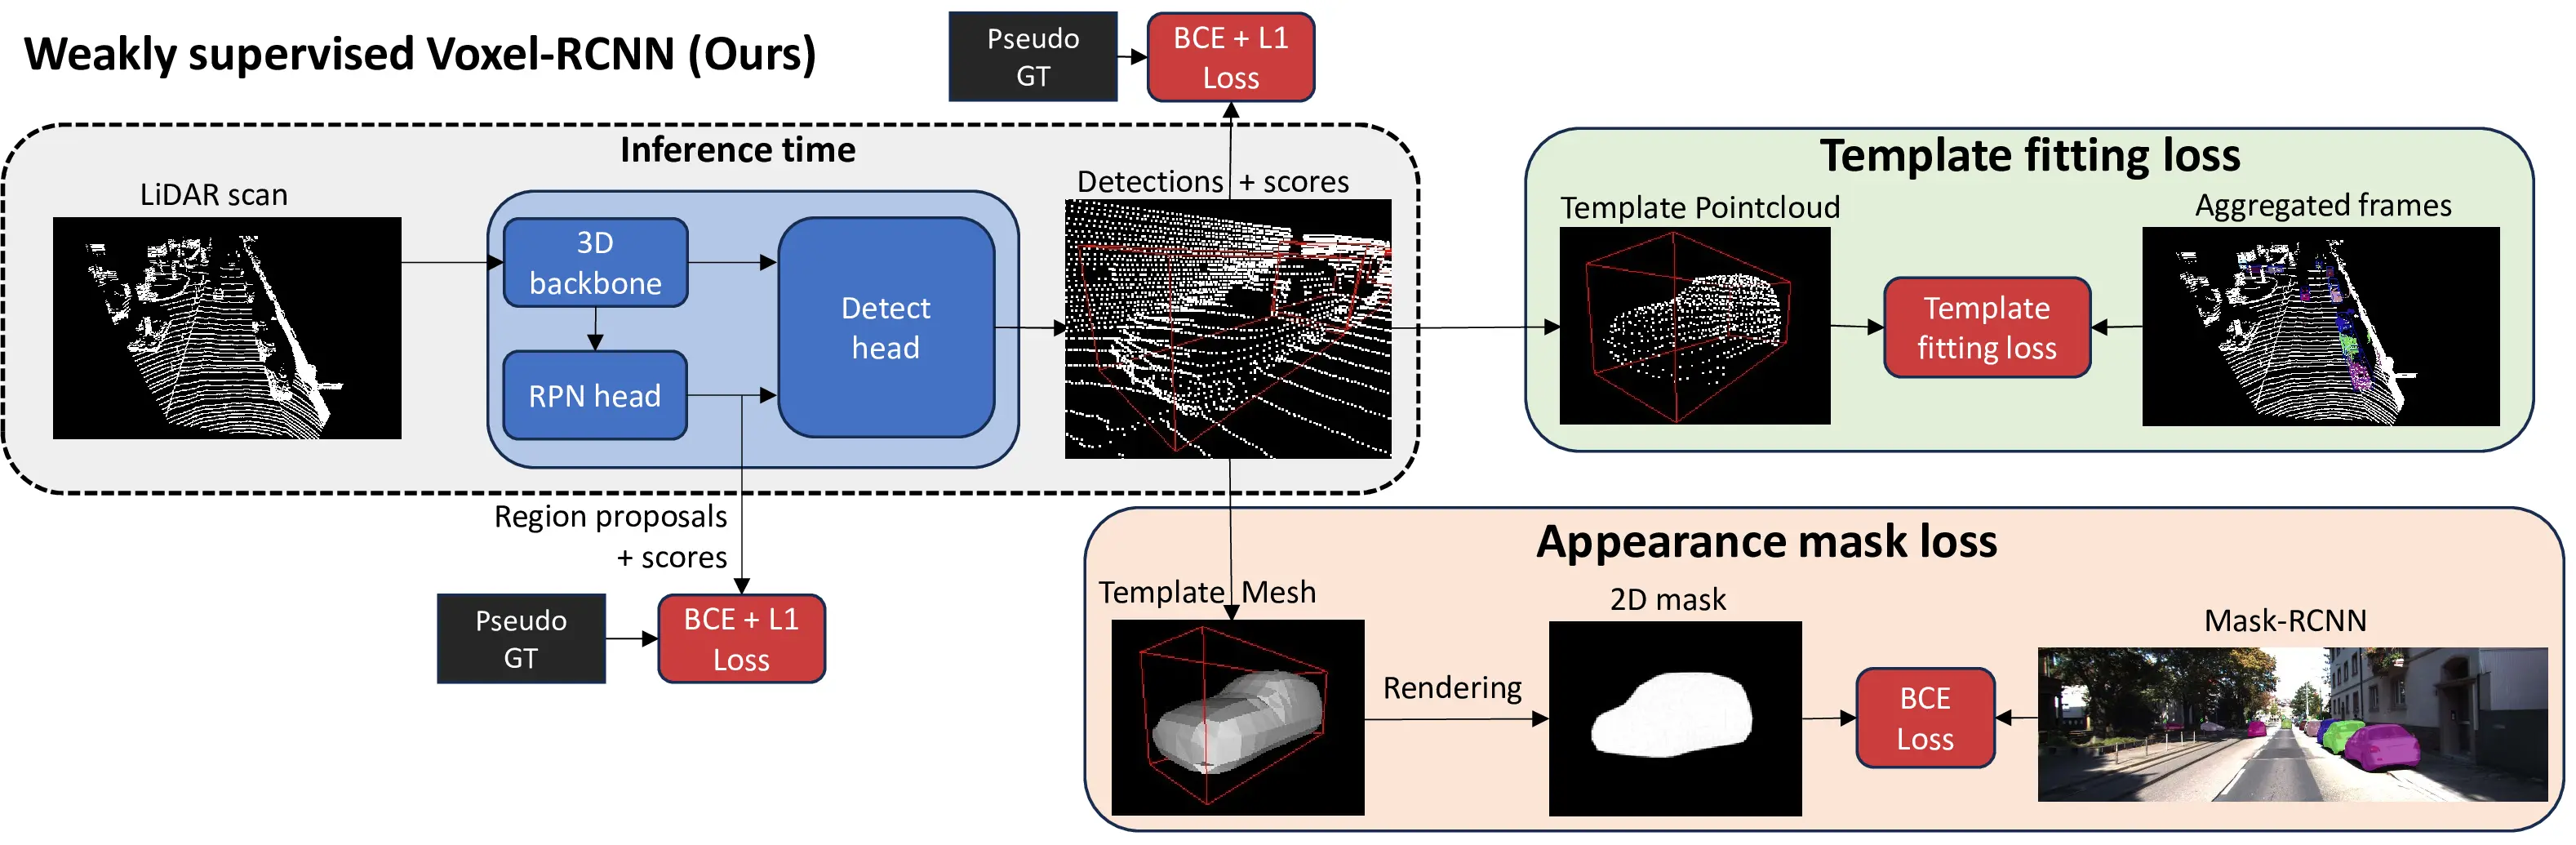 Weakly supervised Voxel-RCNN (Ours)
Pseudo
GT
BCE + L1
Loss
Inference time
LiDAR scan
3D
backbone
RPN head
Detect
head
Detections + scores
Region proposals
+ scores
Pseudo
GT
BCE + L1
Loss
Template fitting loss
Template Pointcloud
Template
fitting loss
Aggregated frames
Appearance mask loss
Template Mesh
Rendering
2D mask
BCE
Loss
Mask-RCNN